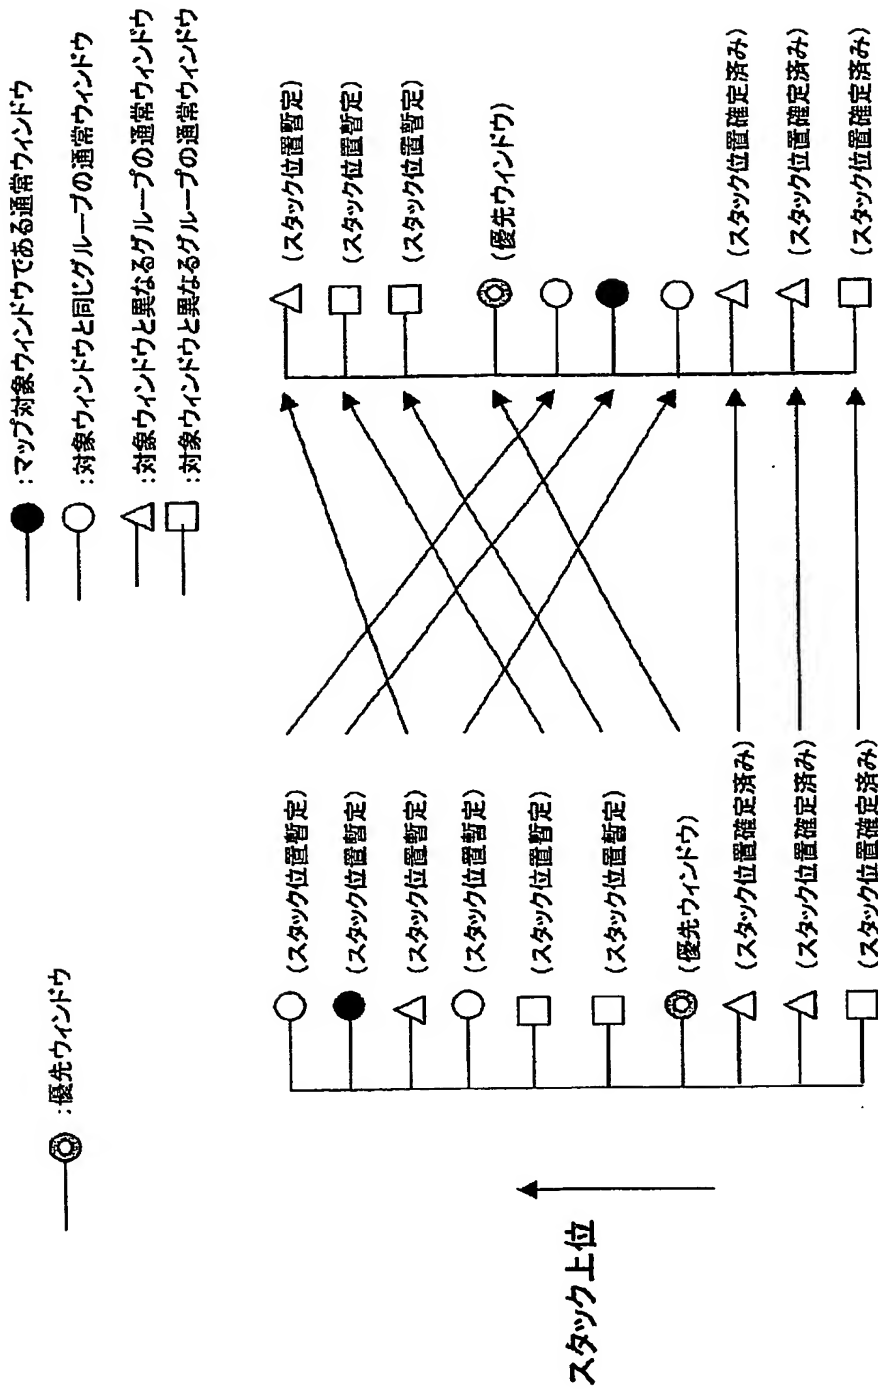 :優先ウィンドウ
:マップ対象ウィンドウである通常ウィンドウ
:対象ウィンドウと同じグループの通常ウィンドウ
:対象ウィンドウと異なるグループの通常ウィンドウ
:対象ウィンドウと異なるグループの通常ウィンドウ
スタック上位
(スタック位置暫定)
(スタック位置暫定)
(スタック位置暫定)
(スタック位置暫定)
(スタック位置暫定)
(スタック位置暫定)
(優先ウィンドウ)
(スタック位置確定済み)
(スタック位置確定済み)
(スタック位置確定済み)
(スタック位置暫定)
(スタック位置暫定)
(スタック位置暫定)
(優先ウィンドウ)
(スタック位置確定済み)
(スタック位置確定済み)
(スタック位置確定済み)